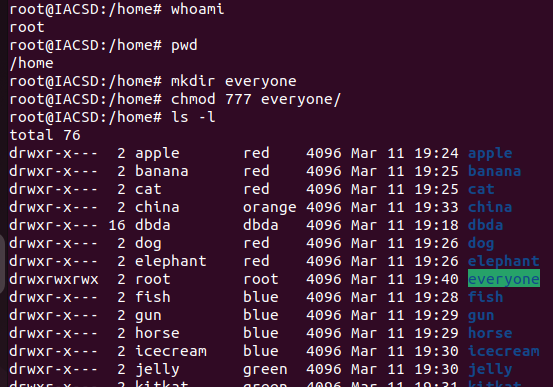 root@IACSD:/home# whoami
root
root@IACSD:/home# pwd
/home
root@IACSD:/home# mkdir everyone
root@IACSD:/home# chmod 777 everyone/
root@IACSD:/home# ls -l
total 76
drwxr-x---  2 apple     red    4096 Mar 11 19:24 apple
drwxr-x---  2 banana    red    4096 Mar 11 19:25 banana
drwxr-x---  2 cat       red    4096 Mar 11 19:25 cat
drwxr-x---  2 china     orange 4096 Mar 11 19:33 china
drwxr-x--- 16 dbda      dbda   4096 Mar 11 19:18 dbda
drwxr-x---  2 dog       red    4096 Mar 11 19:26 dog
drwxr-x---  2 elephant  red    4096 Mar 11 19:26 elephant
drwxrwxrwx  2 root      root   4096 Mar 11 19:40 everyone
drwxr-x---  2 fish      blue   4096 Mar 11 19:28 fish
drwxr-x---  2 gun       blue   4096 Mar 11 19:29 gun
drwxr-x---  2 horse     blue   4096 Mar 11 19:29 horse
drwxr-x---  2 icecream  blue   4096 Mar 11 19:30 icecream
drwxr-x---  2 jelly     green  4096 Mar 11 19:30 jelly
drwxr-x---  2 kitkat    green  4096 Mar 11 19:31 kitkat